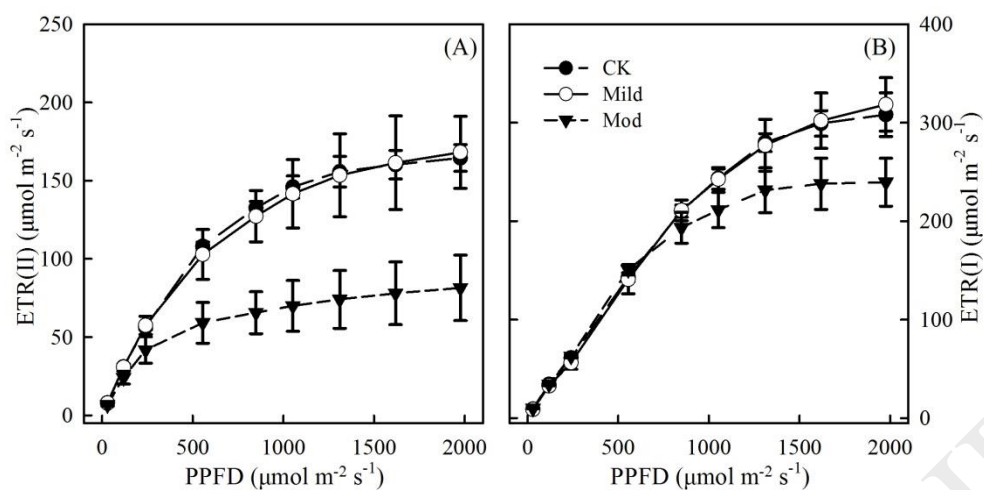 250
200
150
100
50
0
ETR(II) (μmol m⁻² s⁻¹)
(A)
0
500
1000
1500
2000
PPFD (μmol m⁻² s⁻¹)
(B)
CK
Mild
Mod
0
500
1000
1500
2000
PPFD (μmol m⁻² s⁻¹)
400
300
200
100
0
ETR(I) (μmol m⁻² s⁻¹)